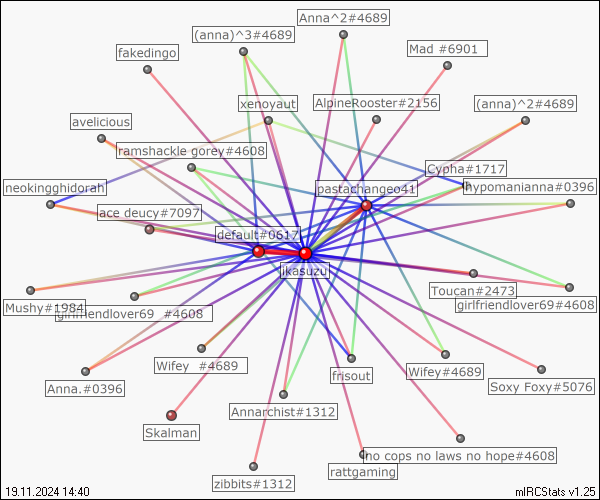 Anna^2#4689
(anna)^3#4689
Mad #6901
fakedingo
xenoyaut
AlpineRooster#2156
(anna)^2#4689
avelicious
ramshackle gorey#4608
Cypha#1717
neokingghidorah
pastachangeo41
hypomanianna#0396
ace deucy#7097
default#0617
jikasuzu
Toucan#2473
Mushy#1984
girlfriendlover69 _#4608
girlfriendlover69#4608
Wifey _#4689
frisout
Wifey#4689
Anna.#0396
Soxy Foxy#5076
Annarchist#1312
Skalman
no cops no laws no hope#4608
rattgaming
zibbits#1312
19.11.2024 14:40
mIRCStats v1.25